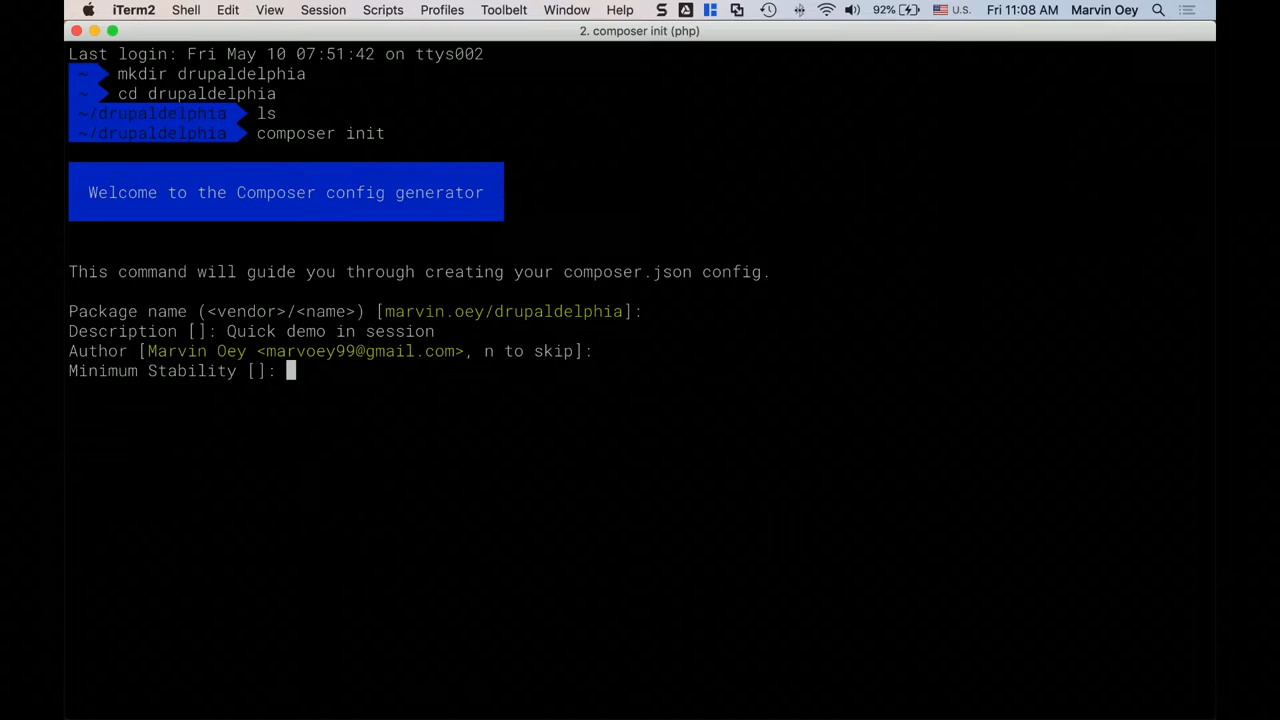 iTerm2 Shell Edit View Session Scripts Profiles Toolbelt Window Help S 92% U.S. Fri 11:08 AM Marvin Oey
2. composer init (php)
Last login: Fri May 10 07:51:42 on ttys002
~ mkdir drupaldelphia
~ cd drupaldelphia
~/drupaldelphia ls
~/drupaldelphia composer init
Welcome to the Composer config generator
This command will guide you through creating your composer.json config.
Package name (<vendor>/<name>) [marvin.oey/drupaldelphia]:
Description []: Quick demo in session
Author [Marvin Oey <marvoey99@gmail.com>, n to skip]:
Minimum Stability []: